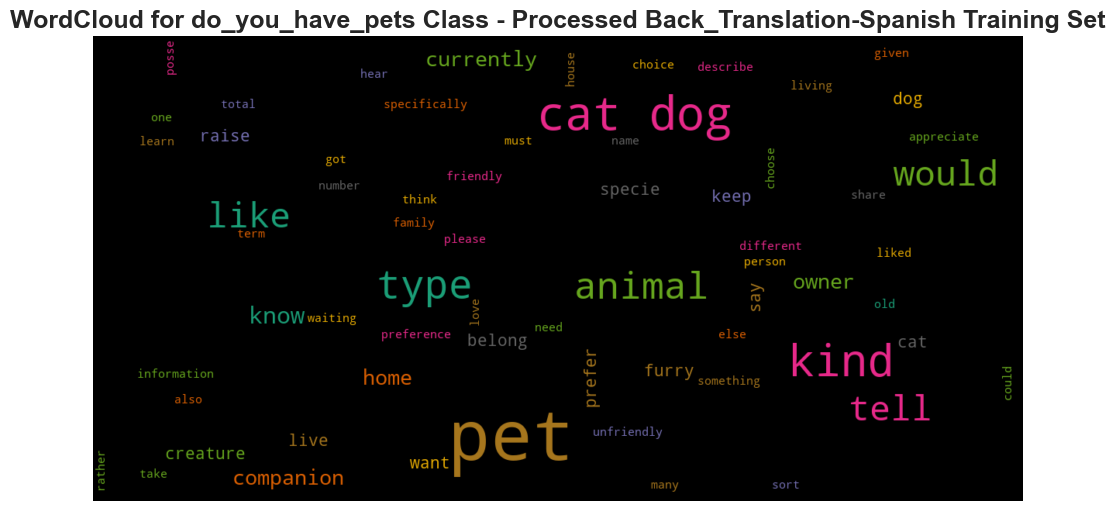 WordCloud for do_you_have_pets Class - Processed Back_Translation-Spanish Training Set
posse
hear
currently
house
choice
describe
given
living
one
total
specifically
cat dog
dog
learn
raise
must
name
appreciate
got
number
friendly
think
specie
keep
choose
share
would
like
term
family
please
different
person
liked
type
animal
say
owner
old
know
waiting
love
preference
belong
need
else
cat
kind
information
also
home
prefer
furry
something
could
tell
pet
unfriendly
live
creature
want
rather
take
companion
many
sort